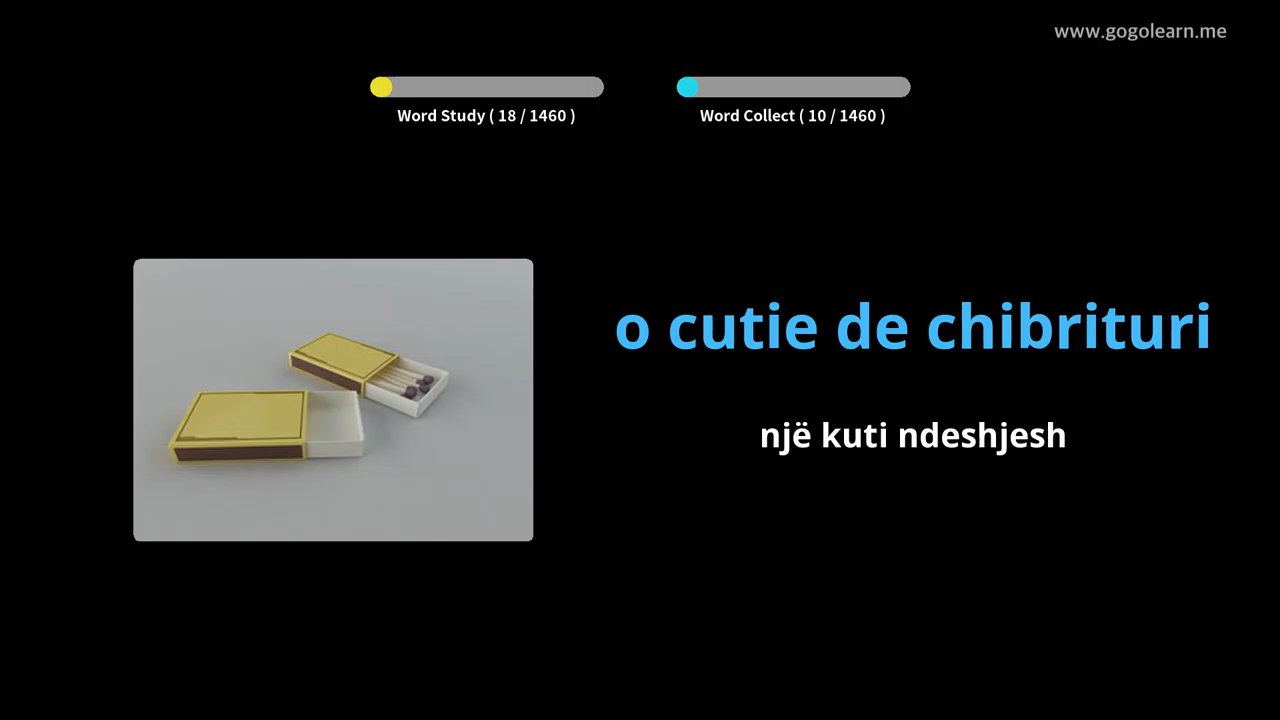 www.gogolearn.me
Word Study ( 18 / 1460 )
Word Collect ( 10 / 1460 )
o cutie de chibrituri
një kuti ndeshjesh